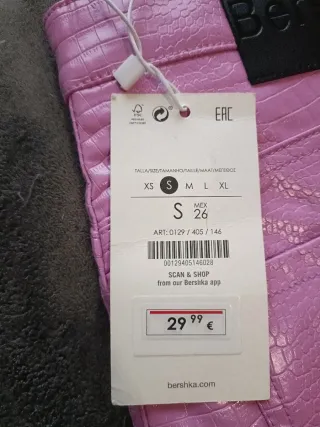 Ber
EAC
TALLA/SIZE/TAMANHO/TAILLE/MAAT/MEDIDGE
XS S M L XL
S MEX 26
ART: 0129 / 405 / 146
00129405146028
SCAN & SHOP
from our Bershka app
29 99 €
bershka.com